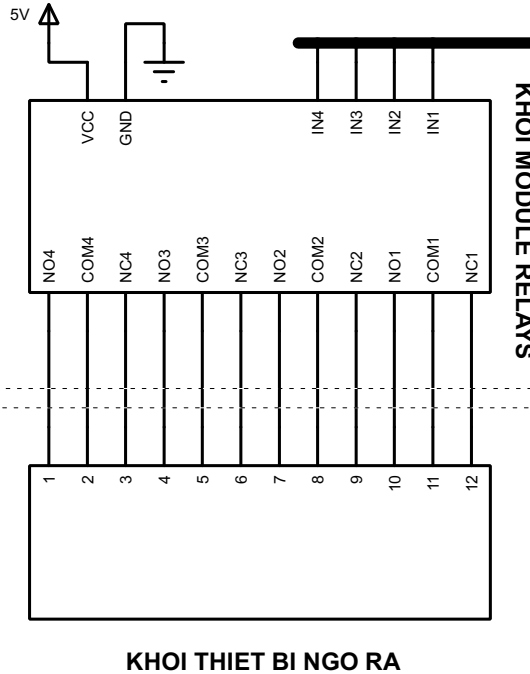 5V
VCC
GND
IN4
IN3
IN2
IN1
KHOI MODULE RELAYS
NO4
COM4
NC4
NO3
COM3
NC3
NO2
COM2
NC2
NO1
COM1
NC1
1
2
3
4
5
6
7
8
9
10
11
12
KHOI THIET BI NGO RA